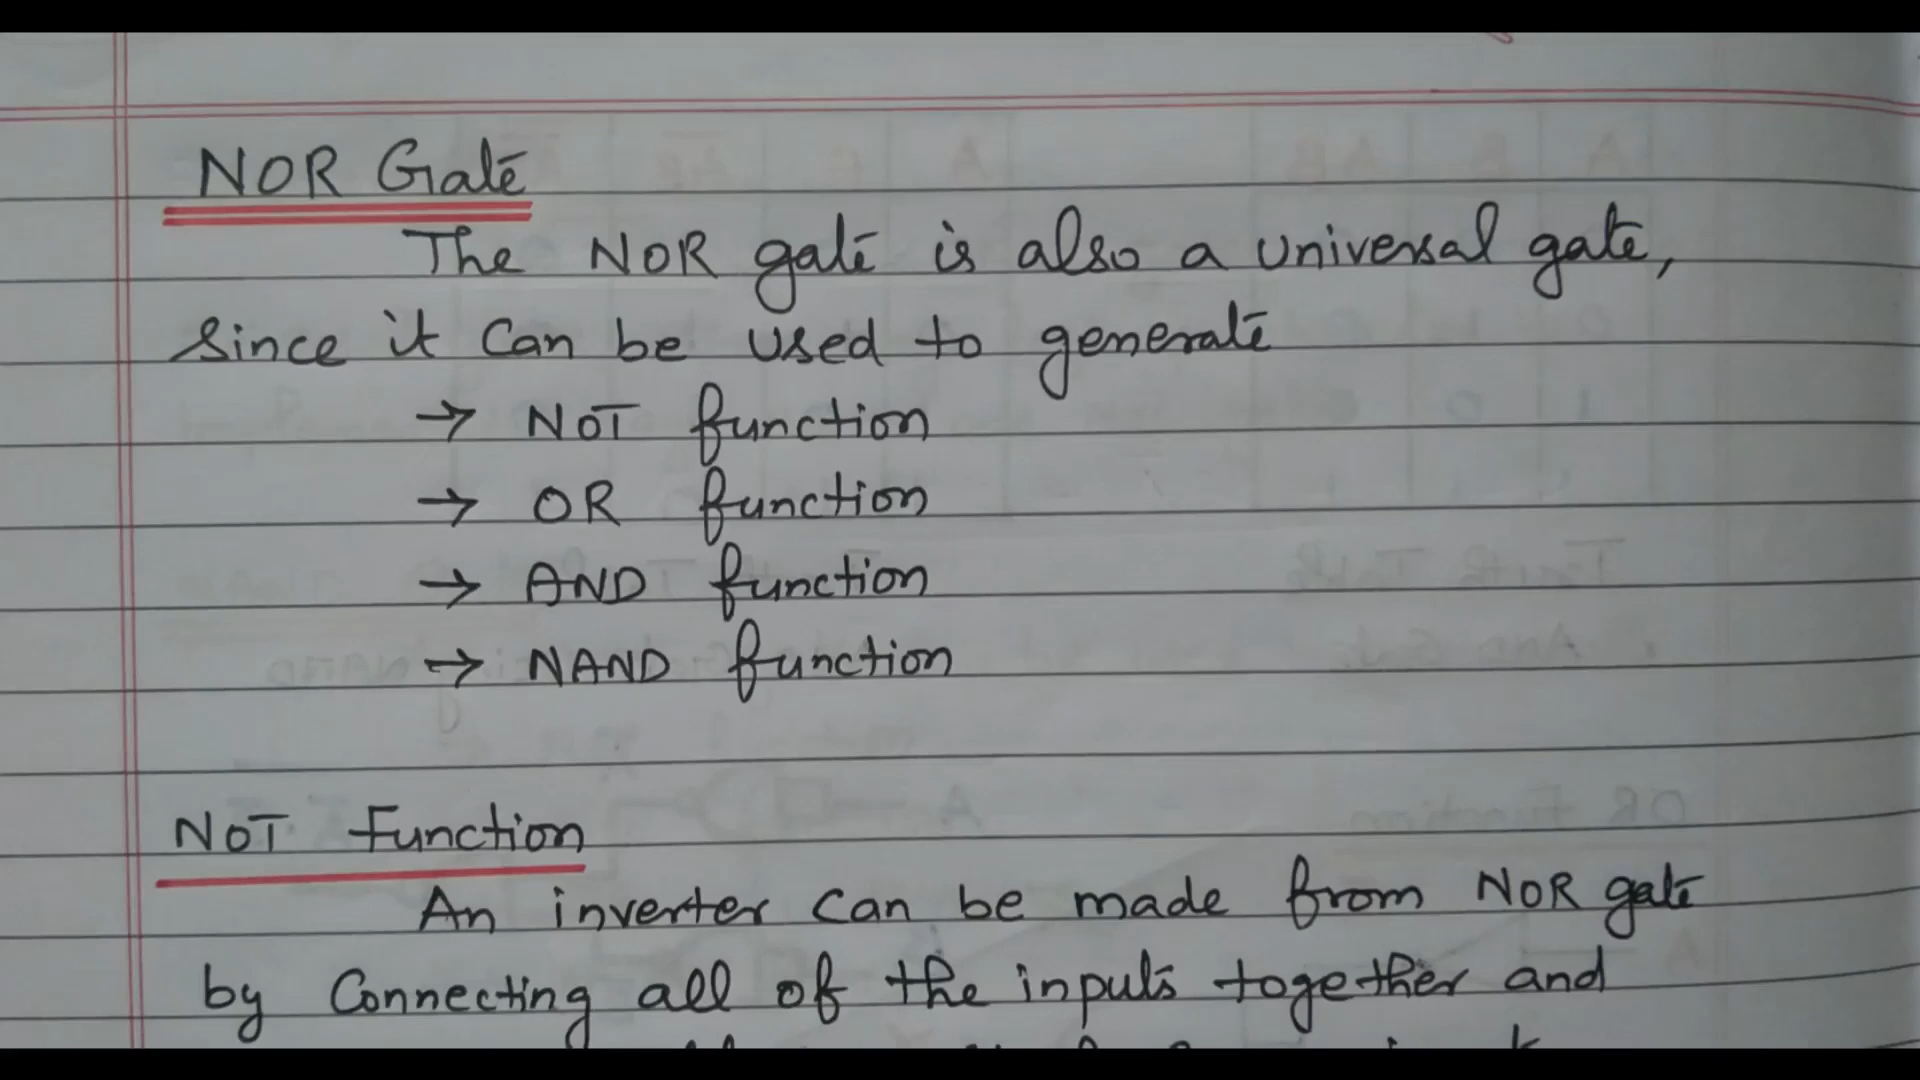 NOR Gate
The NOR gate is also a universal gate,
since it can be used to generate
→ NOT function
→ OR function
→ AND function
→ NAND function
NOT Function
An inverter can be made from NOR gate
by Connecting all of the inputs together and